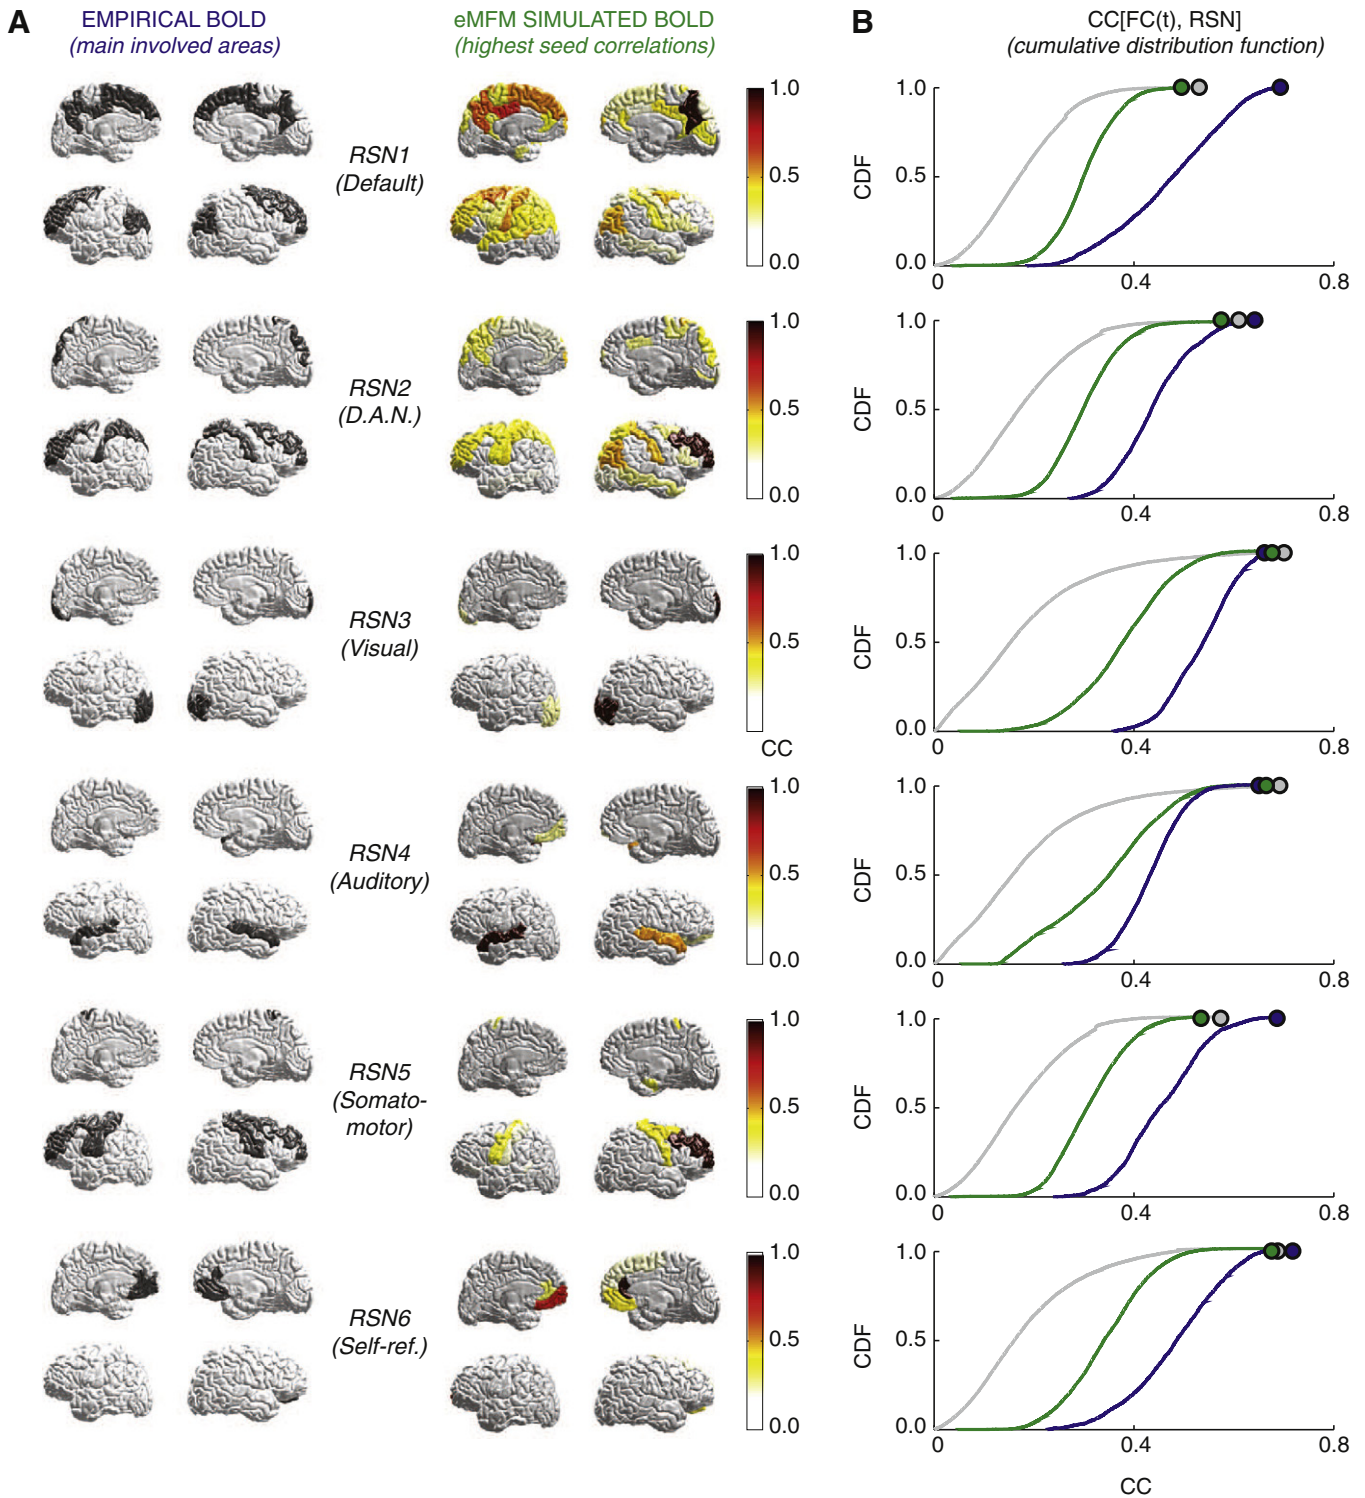 A
EMPIRICAL BOLD
(main involved areas)
eMFM SIMULATED BOLD
(highest seed correlations)
B
CC[FC(t), RSN]
(cumulative distribution function)
RSN1
(Default)
1.0
0.5
0.0
CDF
1.0
0.5
0.0
0.4
0.8
RSN2
(D.A.N.)
1.0
0.5
0.0
CDF
1.0
0.5
0.0
0
0.4
0.8
RSN3
(Visual)
1.0
0.5
0.0
CC
CDF
1.0
0.5
0.0
0
0.4
0.8
RSN4
(Auditory)
1.0
0.5
0.0
CDF
1.0
0.5
0.0
0
0.4
0.8
RSN5
(Somato-
motor)
1.0
0.5
0.0
CDF
1.0
0.5
0.0
0
0.4
0.8
RSN6
(Self-ref.)
1.0
0.5
0.0
CDF
1.0
0.5
0.0
0
0.4
0.8
CC